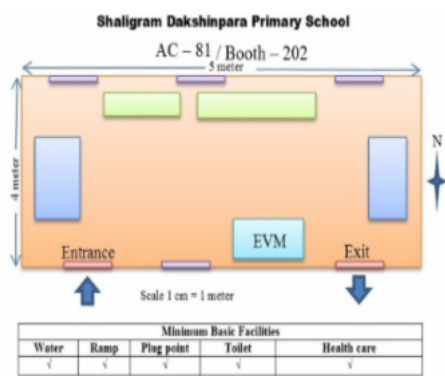 Shaligram Dakshinpara Primary School
AC – 81 / Booth – 202
5 meter
4 meter
N
Entrance
EVM
Exit
Scale 1 cm = 1 meter
Minimum Basic Facilities
Water Ramp Plug point Toilet Health care
√ √ √ √ √